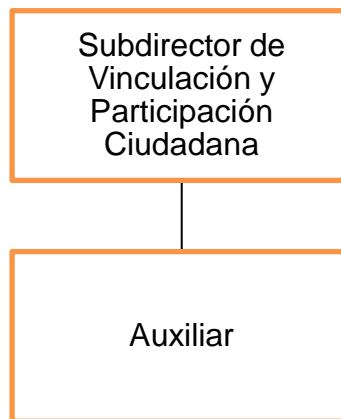 Subdirector de
Vinculación y
Participación
Ciudadana
Auxiliar